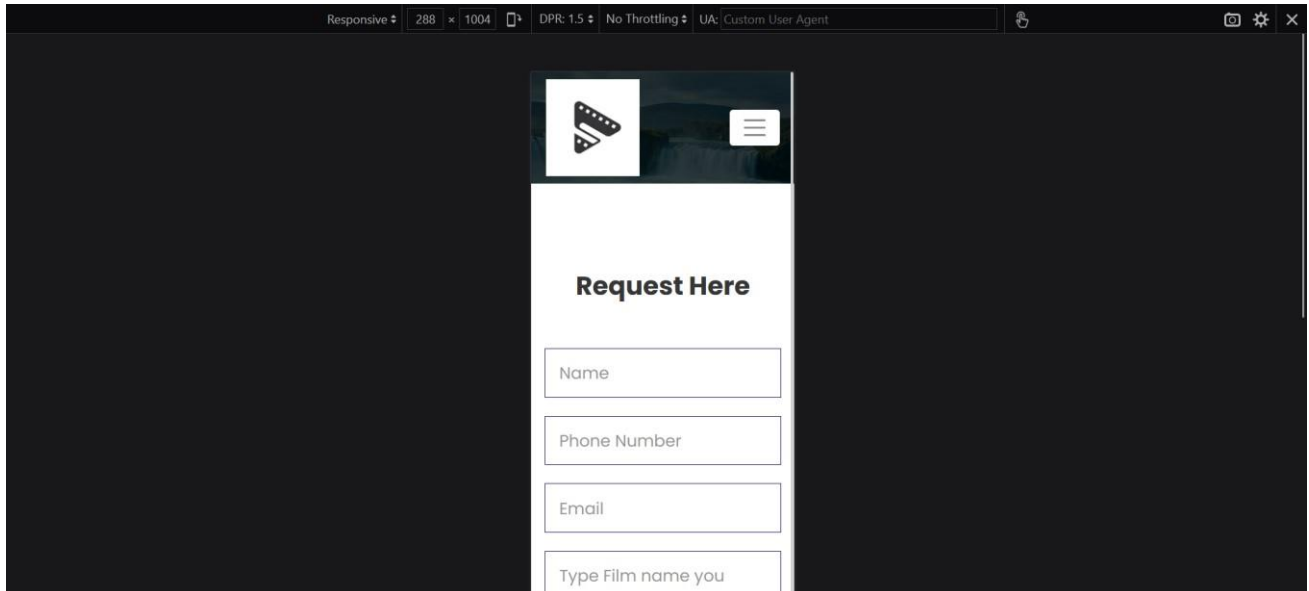 Responsive 288 × 1004 DPR: 1.5 No Throttling UA: Custom User Agent
Request Here
Name
Phone Number
Email
Type Film name you